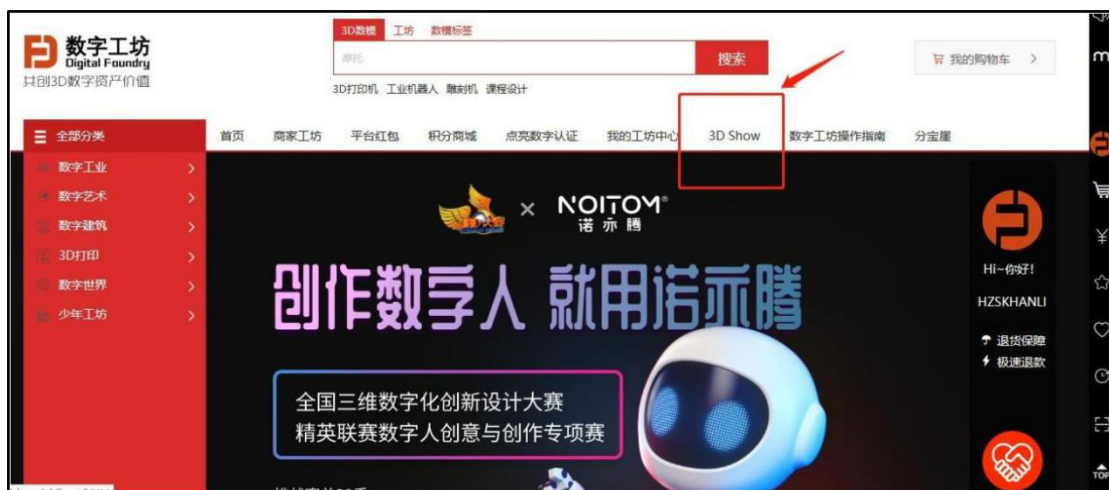 3D数模 工坊 数模标签
数字工坊
Digital Foundry
共创3D数字资产价值
摩托
搜索
我的购物车
3D打印机 工业机器人 雕刻机 课程设计
全部分类
首页 商家工坊 平台红包 积分商城 点亮数字认证 我的工坊中心 3D Show 数字工坊操作指南 分宝崖
数字工业
数字艺术
数字建筑
3D打印
数字世界
少年工坊
× NOITOM®
诺亦腾
创作数字人 就用诺亦腾
全国三维数字化创新设计大赛
精英联赛数字人创意与创作专项赛
Hi~你好!
HZSKHANLI
退货保障
极速退款
TOP